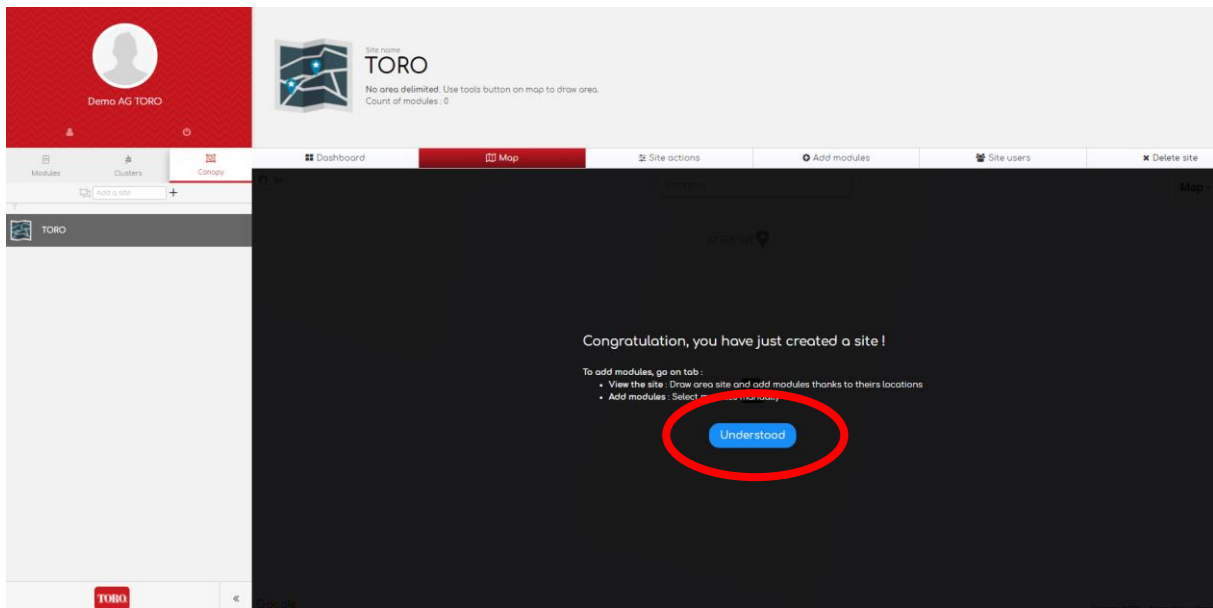 Demo AG TORO
Site name
TORO
No area delimited. Use tools button on map to draw area.
Count of modules : 0
Modules
Clusters
Canopy
Dashboard
Map
Site actions
Add modules
Site users
Delete site
Add a site
T
TORO
Map
Congratulation, you have just created a site !
To add modules, go on tab :
View the site : Draw area site and add modules thanks to theirs locations
Add modules : Select modules manually
Understood
TORO
Google